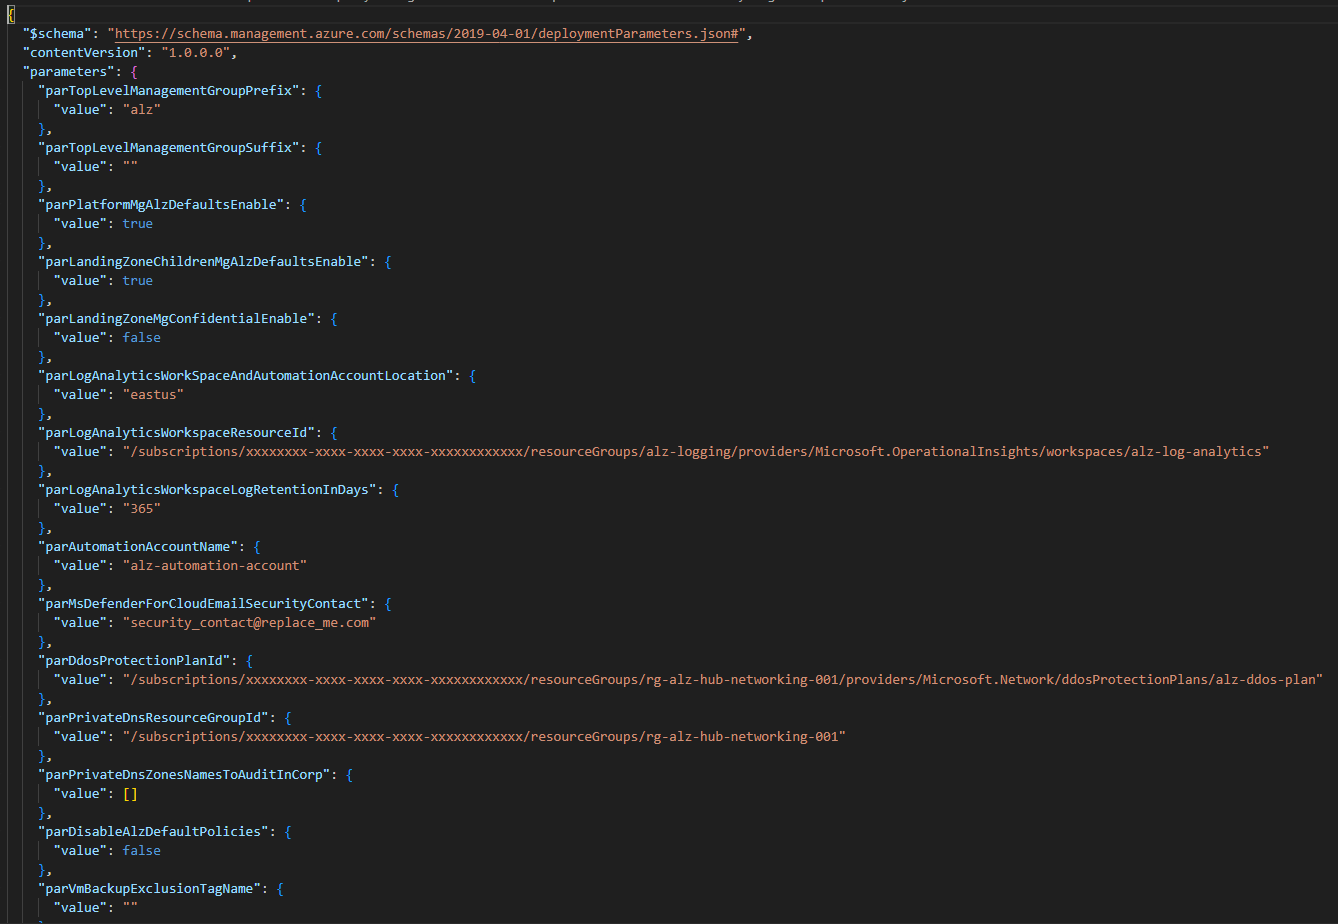 {
"$schema": "https://schema.management.azure.com/schemas/2019-04-01/deploymentParameters.json#",
"contentVersion": "1.0.0.0",
"parameters": {
"parTopLevelManagementGroupPrefix": {
"value": "alz"
},
"parTopLevelManagementGroupSuffix": {
"value": ""
},
"parPlatformMgAlzDefaultsEnable": {
"value": true
},
"parLandingZoneChildrenMgAlzDefaultsEnable": {
"value": true
},
"parLandingZoneMgConfidentialEnable": {
"value": false
},
"parLogAnalyticsWorkSpaceAndAutomationAccountLocation": {
"value": "eastus"
},
"parLogAnalyticsWorkspaceResourceId": {
"value": "/subscriptions/xxxxxxxx-xxxx-xxxx-xxxx-xxxxxxxxxxxx/resourceGroups/alz-logging/providers/Microsoft.OperationalInsights/workspaces/alz-log-analytics"
},
"parLogAnalyticsWorkspaceLogRetentionInDays": {
"value": "365"
},
"parAutomationAccountName": {
"value": "alz-automation-account"
},
"parMsDefenderForCloudEmailSecurityContact": {
"value": "security_contact@replace_me.com"
},
"parDdosProtectionPlanId": {
"value": "/subscriptions/xxxxxxxx-xxxx-xxxx-xxxx-xxxxxxxxxxxx/resourceGroups/rg-alz-hub-networking-001/providers/Microsoft.Network/ddosProtectionPlans/alz-ddos-plan"
},
"parPrivateDnsResourceGroupId": {
"value": "/subscriptions/xxxxxxxx-xxxx-xxxx-xxxx-xxxxxxxxxxxx/resourceGroups/rg-alz-hub-networking-001"
},
"parPrivateDnsZonesNamesToAuditInCorp": {
"value": []
},
"parDisableAlzDefaultPolicies": {
"value": false
},
"parVmBackupExclusionTagName": {
"value": ""